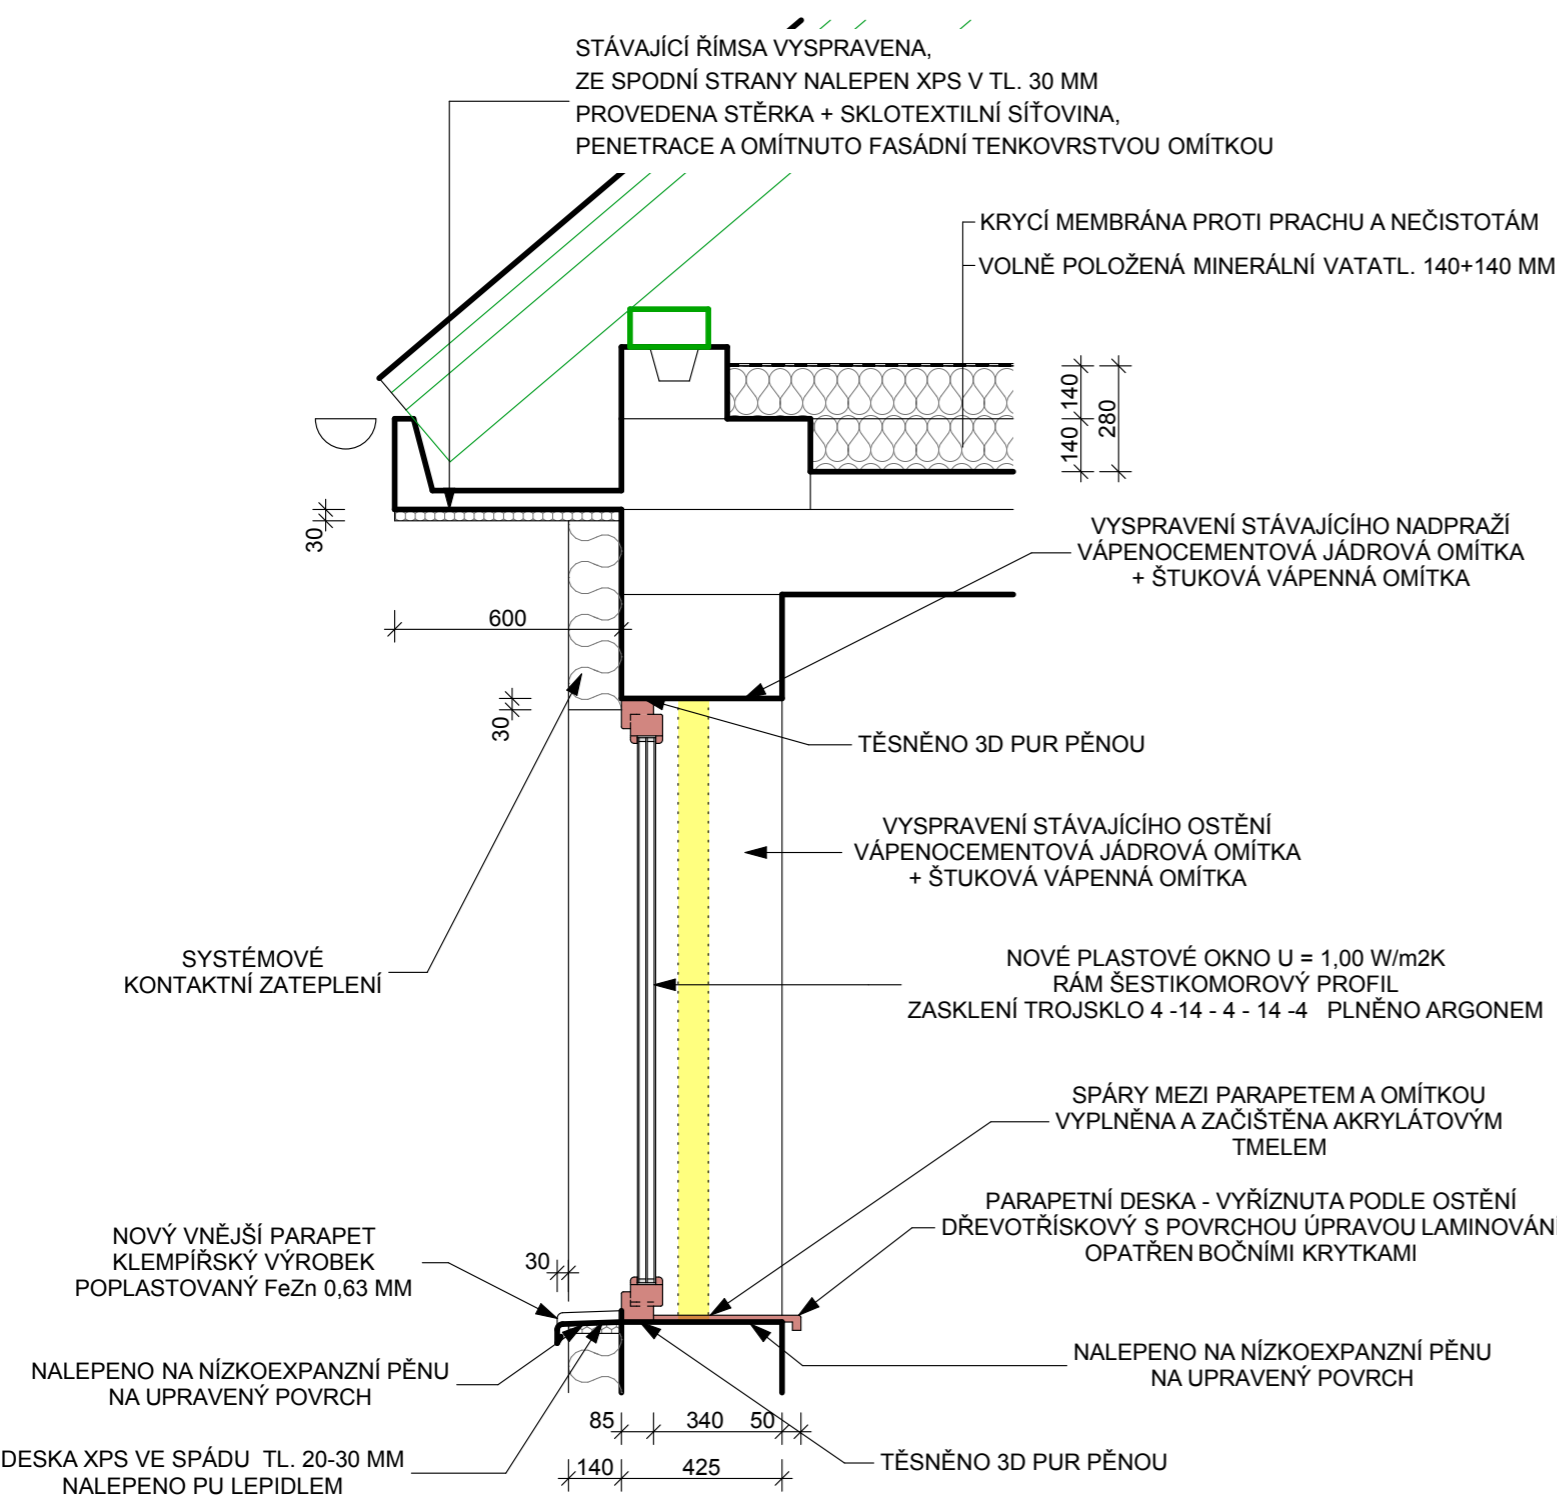 STÁVAJÍCÍ ŘÍMSA VYSPRAVENA,
ZE SPODNÍ STRANY NALEPEN XPS V TL. 30 MM
PROVEDENA STĚRKA + SKLOTEXTILNÍ SÍŤOVINA,
PENETRACE A OMÍTNUTO FASÁDNÍ TENKOVRSTVOU OMÍTKOU
KRYCÍ MEMBRÁNA PROTI PRACHU A NEČISTOTÁM
VOLNĚ POLOŽENÁ MINERÁLNÍ VATATL. 140+140 MM
140
140
280
30
VYSPRAVENÍ STÁVAJÍCÍHO NADPRAŽÍ
VÁPENOCEMENTOVÁ JÁDROVÁ OMÍTKA
+ ŠTUKOVÁ VÁPENNÁ OMÍTKA
600
30
TĚSNĚNO 3D PUR PĚNOU
VYSPRAVENÍ STÁVAJÍCÍHO OSTĚNÍ
VÁPENOCEMENTOVÁ JÁDROVÁ OMÍTKA
+ ŠTUKOVÁ VÁPENNÁ OMÍTKA
SYSTÉMOVÉ
KONTAKTNÍ ZATEPLENÍ
NOVÉ PLASTOVÉ OKNO U = 1,00 W/m2K
RÁM ŠESTIKOMOROVÝ PROFIL
ZASKLENÍ TROJSKLO 4 -14 - 4 - 14 -4 PLNĚNO ARGONEM
SPÁRY MEZI PARAPETEM A OMÍTKOU
VYPLNĚNA A ZAČIŠTĚNA AKRYLÁTOVÝM
TMELEM
PARAPETNÍ DESKA - VYŘÍZNUTA PODLE OSTĚNÍ
DŘEVOTŘÍSKOVÝ S POVRCHOU ÚPRAVOU LAMINOVÁNÍ
OPATŘEN BOČNÍMI KRYTKAMI
NOVÝ VNĚJŠÍ PARAPET
KLEMPÍŘSKÝ VÝROBEK
POPLASTOVANÝ FeZn 0,63 MM
30
NALEPENO NA NÍZKOEXPANZNÍ PĚNU
NA UPRAVENÝ POVRCH
NALEPENO NA NÍZKOEXPANZNÍ PĚNU
NA UPRAVENÝ POVRCH
85 340 50
DESKA XPS VE SPÁDU TL. 20-30 MM
NALEPENO PU LEPIDLEM
140 425
TĚSNĚNO 3D PUR PĚNOU